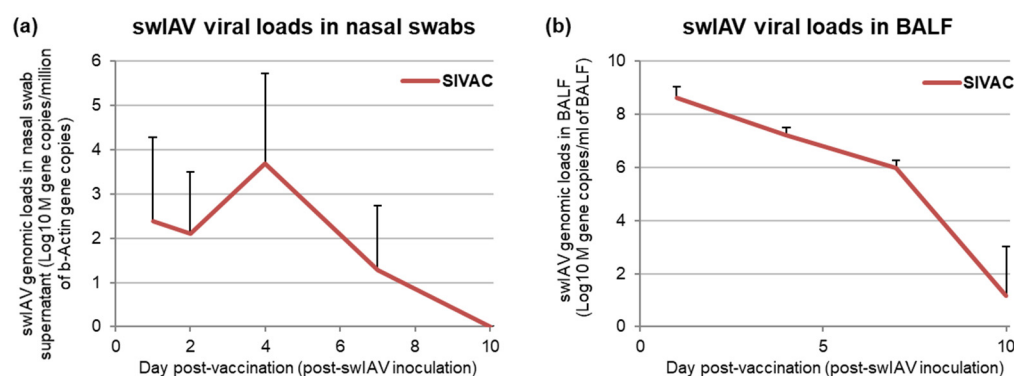 (a)
swIAV viral loads in nasal swabs
swIAV genomic loads in nasal swab
supernatant (Log10 M gene copies/million
of b-Actin gene copies)
6
5
4
3
2
1
0
SIVAC
0 2 4 6 8 10
Day post-vaccination (post-swIAV inoculation)
(b)
swIAV viral loads in BALF
swIAV genomic loads in BALF
(Log10 M gene copies/ml of BALF)
10
8
6
4
2
0
SIVAC
0 5 10
Day post-vaccination (post-swIAV inoculation)